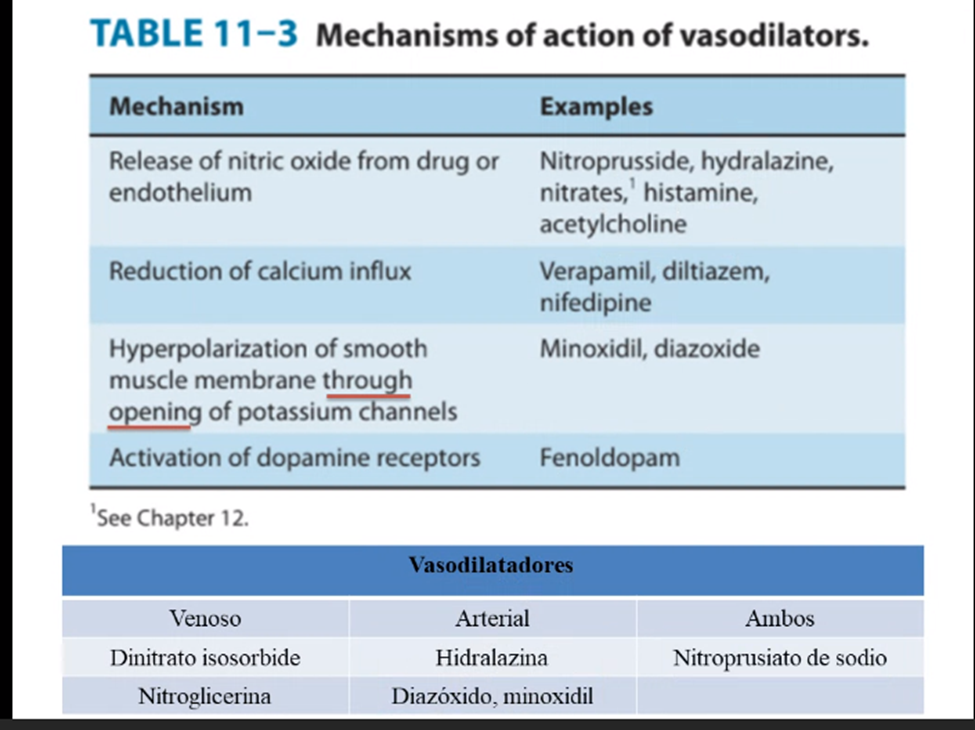 TABLE 11–3 Mechanisms of action of vasodilators.
Mechanism Examples
Release of nitric oxide from drug or Nitroprusside, hydralazine,
endothelium nitrates,¹ histamine,
acetylcholine
Reduction of calcium influx Verapamil, diltiazem,
nifedipine
Hyperpolarization of smooth Minoxidil, diazoxide
muscle membrane through
opening of potassium channels
Activation of dopamine receptors Fenoldopam
¹See Chapter 12.
Vasodilatadores
Venoso Arterial Ambos
Dinitrato isosorbide Hidralazina Nitroprusiato de sodio
Nitroglicerina Diazóxido, minoxidil